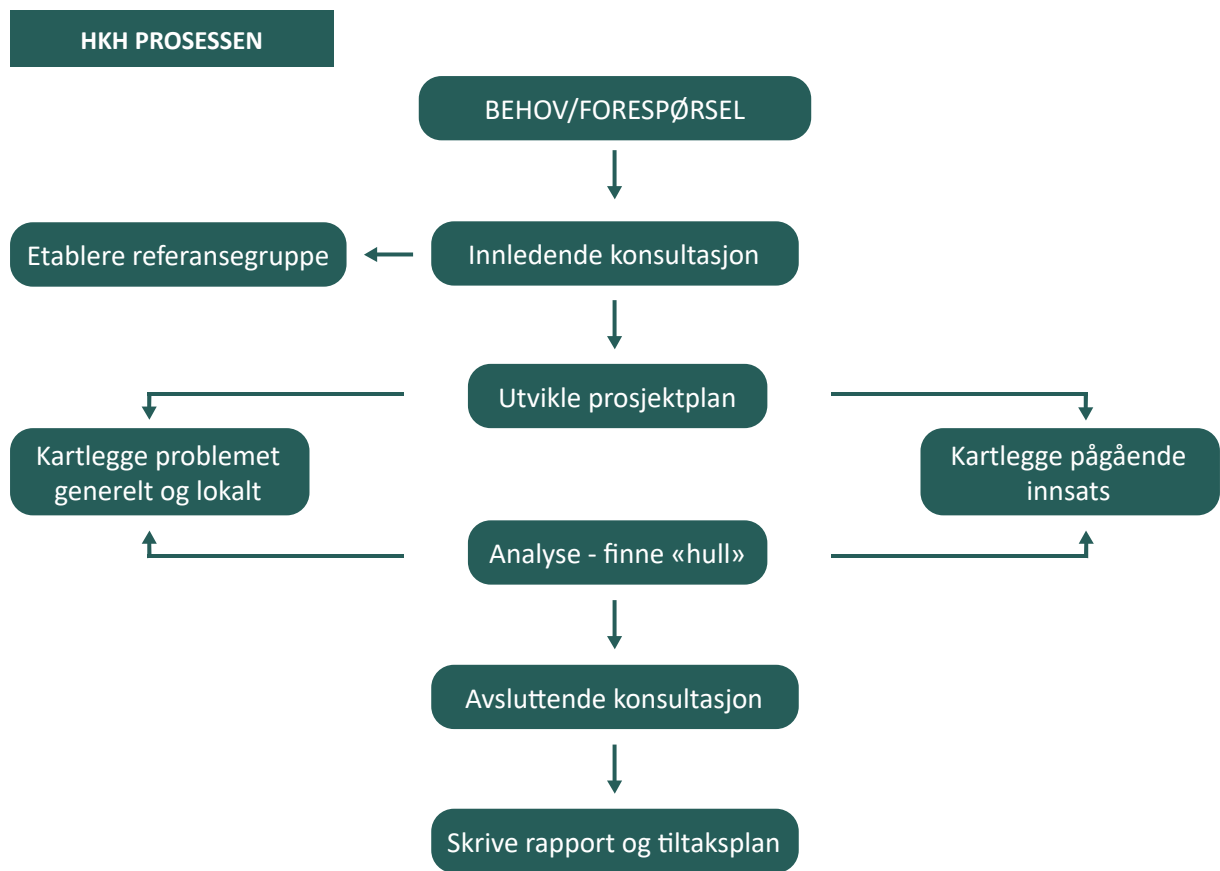 HKH PROSESSEN
BEHOV/FORESPØRSEL
Etablere referansegruppe
Innledende konsultasjon
Utvikle prosjektplan
Kartlegge problemet
generelt og lokalt
Kartlegge pågående
innsats
Analyse - finne «hull»
Avsluttende konsultasjon
Skrive rapport og tiltaksplan